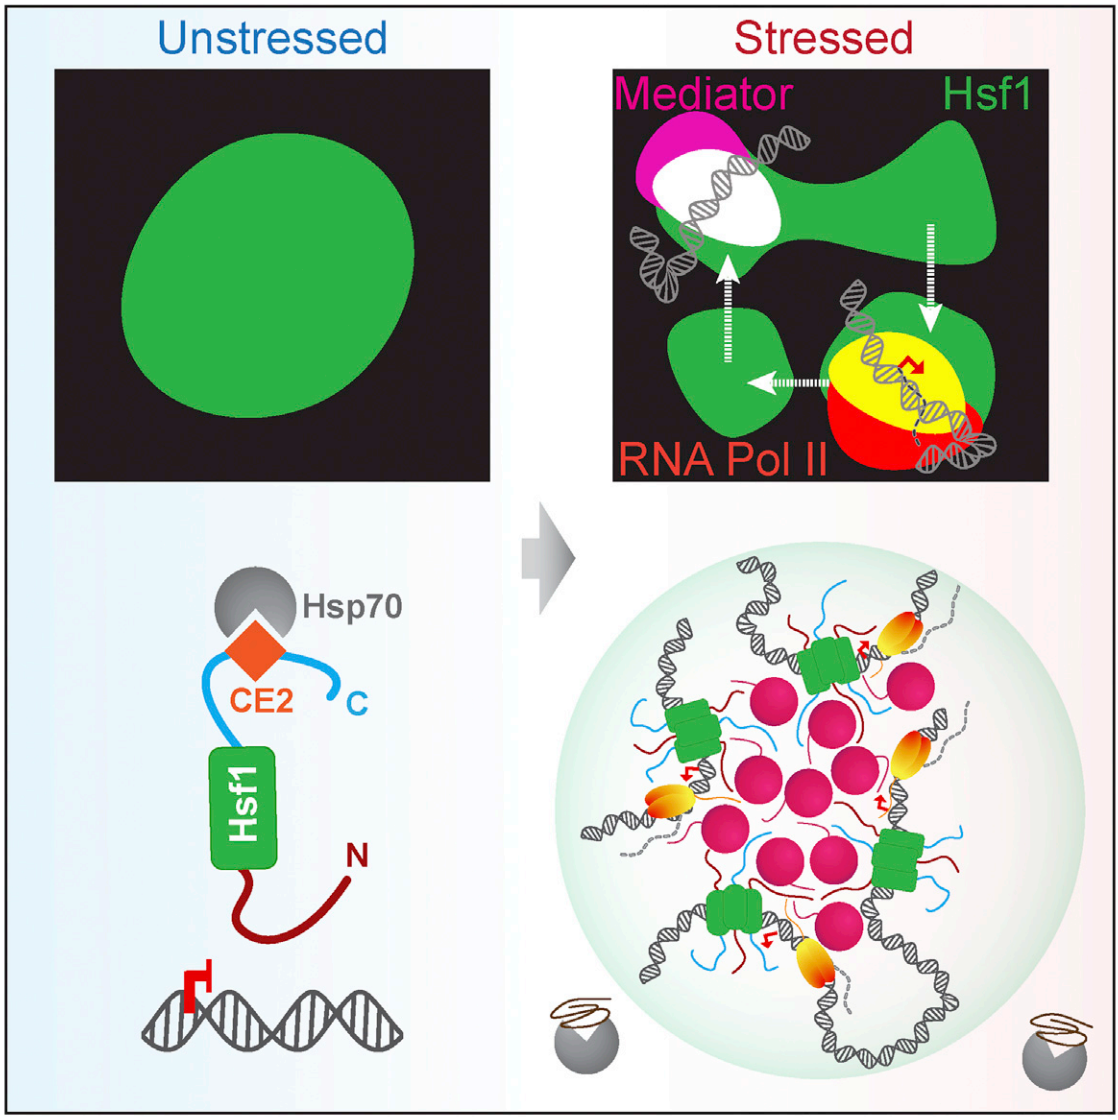 Unstressed
Stressed
Mediator
Hsf1
RNA Pol II
Hsp70
CE2
C
Hsf1
N